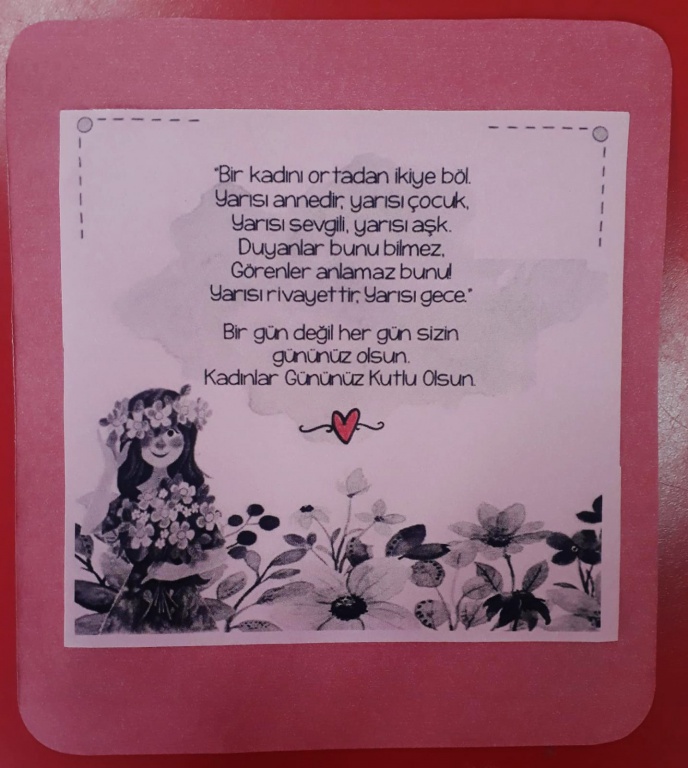 "Bir kadını ortadan ikiye böl.
Yarısı annedir, yarısı çocuk,
Yarısı sevgili, yarısı aşk.
Duyanlar bunu bilmez,
Görenler anlamaz bunu!
Yarısı rivayettir, Yarısı gece."
Bir gün değil her gün sizin
gününüz olsun.
Kadınlar Gününüz Kutlu Olsun.